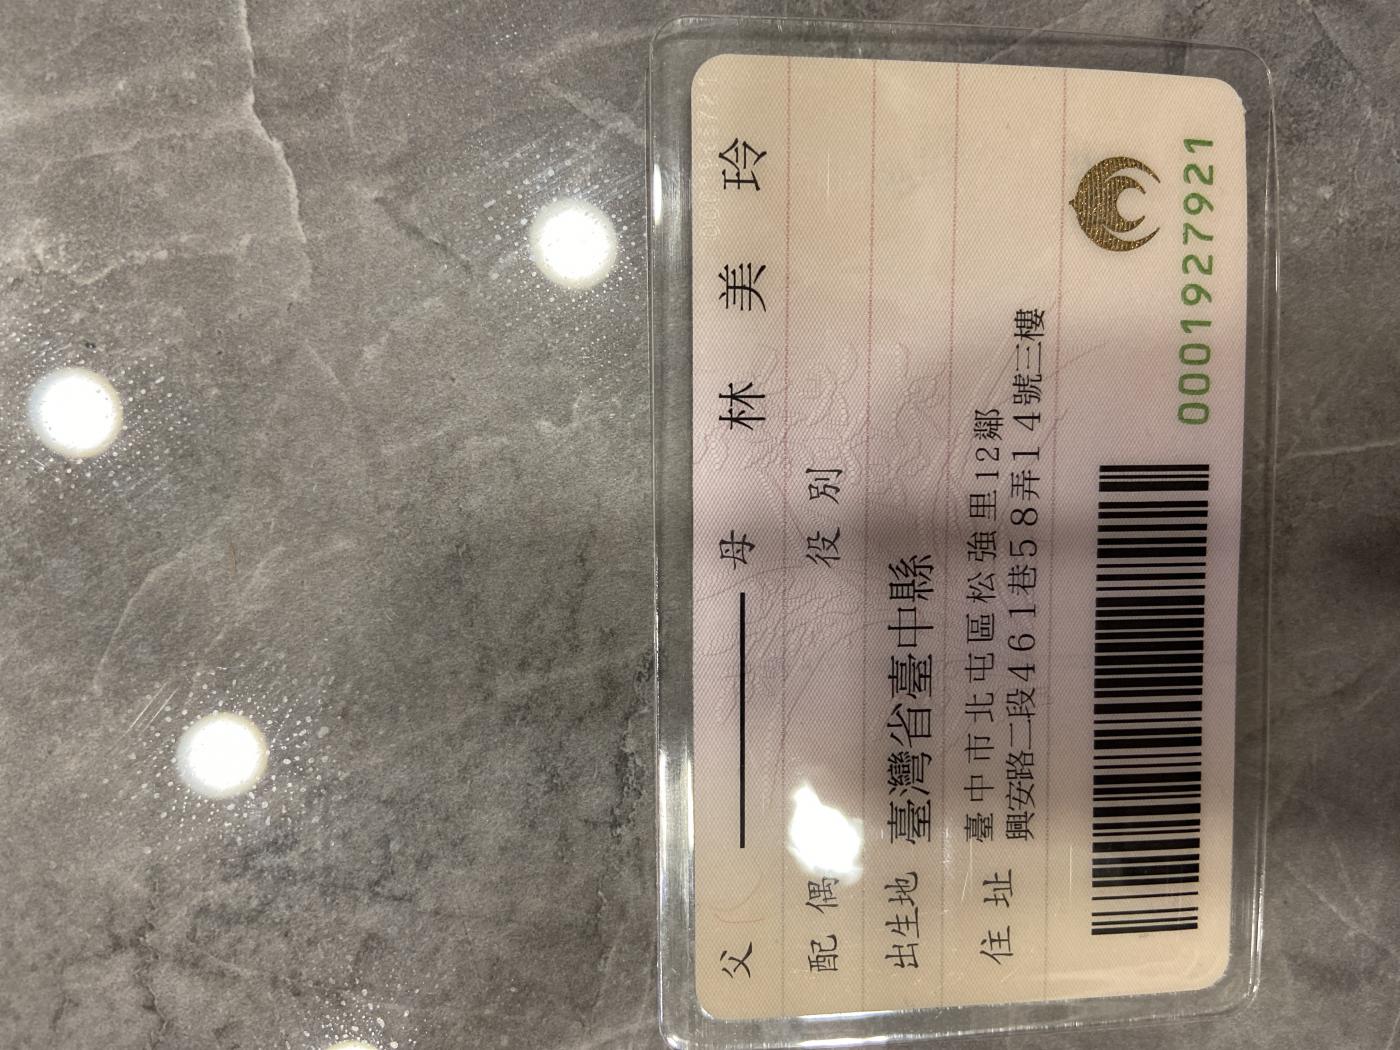 父 ━━━━ 母 林美玲
配偶 役別
出生地 臺灣省臺中縣
住址 臺中市北屯區松強里12鄰
興安路二段461巷58弄14號三樓
0001927921